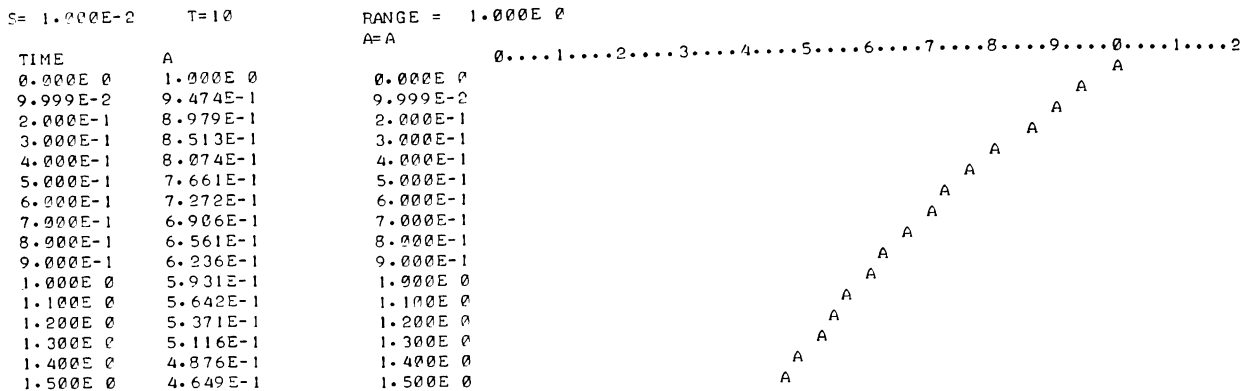 S= 1.000E-2 T=10 RANGE = 1.000E 0
A=A
TIME A 0....1....2....3....4....5....6....7....8....9....0....1....2
0.000E 0 1.000E 0 0.000E 0 A
9.999E-2 9.474E-1 9.999E-2 A
2.000E-1 8.979E-1 2.000E-1 A
3.000E-1 8.513E-1 3.000E-1 A
4.000E-1 8.074E-1 4.000E-1 A
5.000E-1 7.661E-1 5.000E-1 A
6.000E-1 7.272E-1 6.000E-1 A
7.000E-1 6.906E-1 7.000E-1 A
8.000E-1 6.561E-1 8.000E-1 A
9.000E-1 6.236E-1 9.000E-1 A
1.000E 0 5.931E-1 1.000E 0 A
1.100E 0 5.642E-1 1.100E 0 A
1.200E 0 5.371E-1 1.200E 0 A
1.300E 0 5.116E-1 1.300E 0 A
1.400E 0 4.876E-1 1.400E 0 A
1.500E 0 4.649E-1 1.500E 0 A